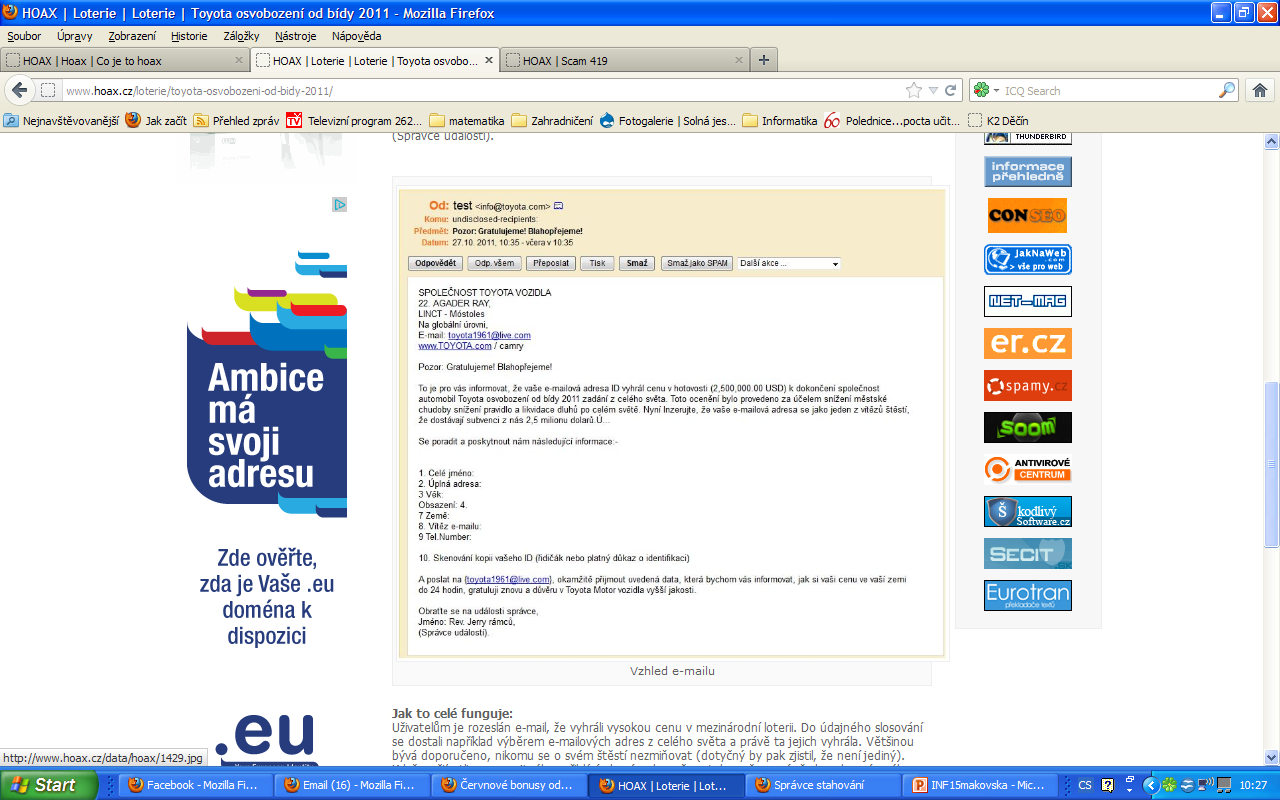 HOAX | Loterie | Loterie | Toyota osvobození od bídy 2011 - Mozilla Firefox
Soubor Úpravy Zobrazení Historie Záložky Nástroje Nápověda
HOAX | Hoax | Co je to hoax
HOAX | Loterie | Loterie | Toyota osvobo...
HOAX | Scam 419
www.hoax.cz/loterie/toyota-osvobozeni-od-bidy-2011/
ICQ Search
Nejnavštěvovanější Jak začít Přehled zpráv Televizní program 262... matematika Zahradničení Fotogalerie | Solná jes... Informatika Polednice...pocta učit... K2 Děčín
(Správce událostí).
Od: test <info@toyota.com>
Komu: undisclosed-recipients:
Předmět: Pozor: Gratulujeme! Blahopřejeme!
Datum: 27.10. 2011, 10:35 - včera v 10:35
Odpovědět Odp. všem Přeposlat Tisk Smaž Smaž jako SPAM Další akce ...
SPOLEČNOST TOYOTA VOZIDLA
22. AGADER RAY,
LINCT - Móstoles
Na globální úrovni,
E-mail: toyota1961@live.com
www.TOYOTA.com / camry
Pozor: Gratulujeme! Blahopřejeme!
To je pro vás informovat, že vaše e-mailová adresa ID vyhrál cenu v hotovosti (2,500,000.00 USD) k dokončení společnost
automobil Toyota osvobození od bídy 2011 zadání z celého světa. Toto ocenění bylo provedeno za účelem snížení městské
chudoby snížení pravidlo a likvidace dluhů po celém světě. Nyní Inzerujte, že vaše e-mailová adresa se jako jeden z vítězů štěstí,
že dostávají subvenci z nás 2,5 milionu dolarů.Ú...
Se poradit a poskytnout nám následující informace:-
1. Celé jméno:
2. Úplná adresa:
3 Věk:
Obsazení: 4.
7 Země:
8. Vítěz e-mailu:
9 Tel.Number:
10. Skenování kopii vašeho ID (řidičák nebo platný důkaz o identifikaci)
A poslat na (toyota1961@live.com), okamžitě přijmout uvedená data, která bychom vás informovat, jak si vaši cenu ve vaší zemi
do 24 hodin, gratuluji znovu a důvěru v Toyota Motor vozidla vyšší jakosti.
Obraťte se na události správce,
Jméno: Rev. Jerry rámců,
(Správce událostí).
Vzhled e-mailu
Jak to celé funguje:
Uživatelům je rozeslán e-mail, že vyhráli vysokou cenu v mezinárodní loterii. Do údajného slosování
se dostali například výběrem e-mailových adres z celého světa a právě ta jejich vyhrála. Většinou
bývá doporučeno, nikomu se o svém štěstí nezmiňovat (dotyčný by pak zjistil, že není jediný).
Ambice
má
svoji
adresu
Zde ověřte,
zda je Vaše .eu
doména k
dispozici
.eu
THUNDERBIRD
informace
přehledně
CONSEO
JakNaWeb
.com
> vše pro web
NET-MAG
er.cz
spamy.cz
soom
ANTIVIROVÉ
CENTRUM
Škodlivý
Software.cz
SECIT
Eurotran
překladače textů
http://www.hoax.cz/data/hoax/1429.jpg
Start Facebook - Mozilla Fi... Email (16) - Mozilla F... Červnové bonusy od... HOAX | Loterie | Lot... Správce stahování INF15makovska - Mic... CS 10:27